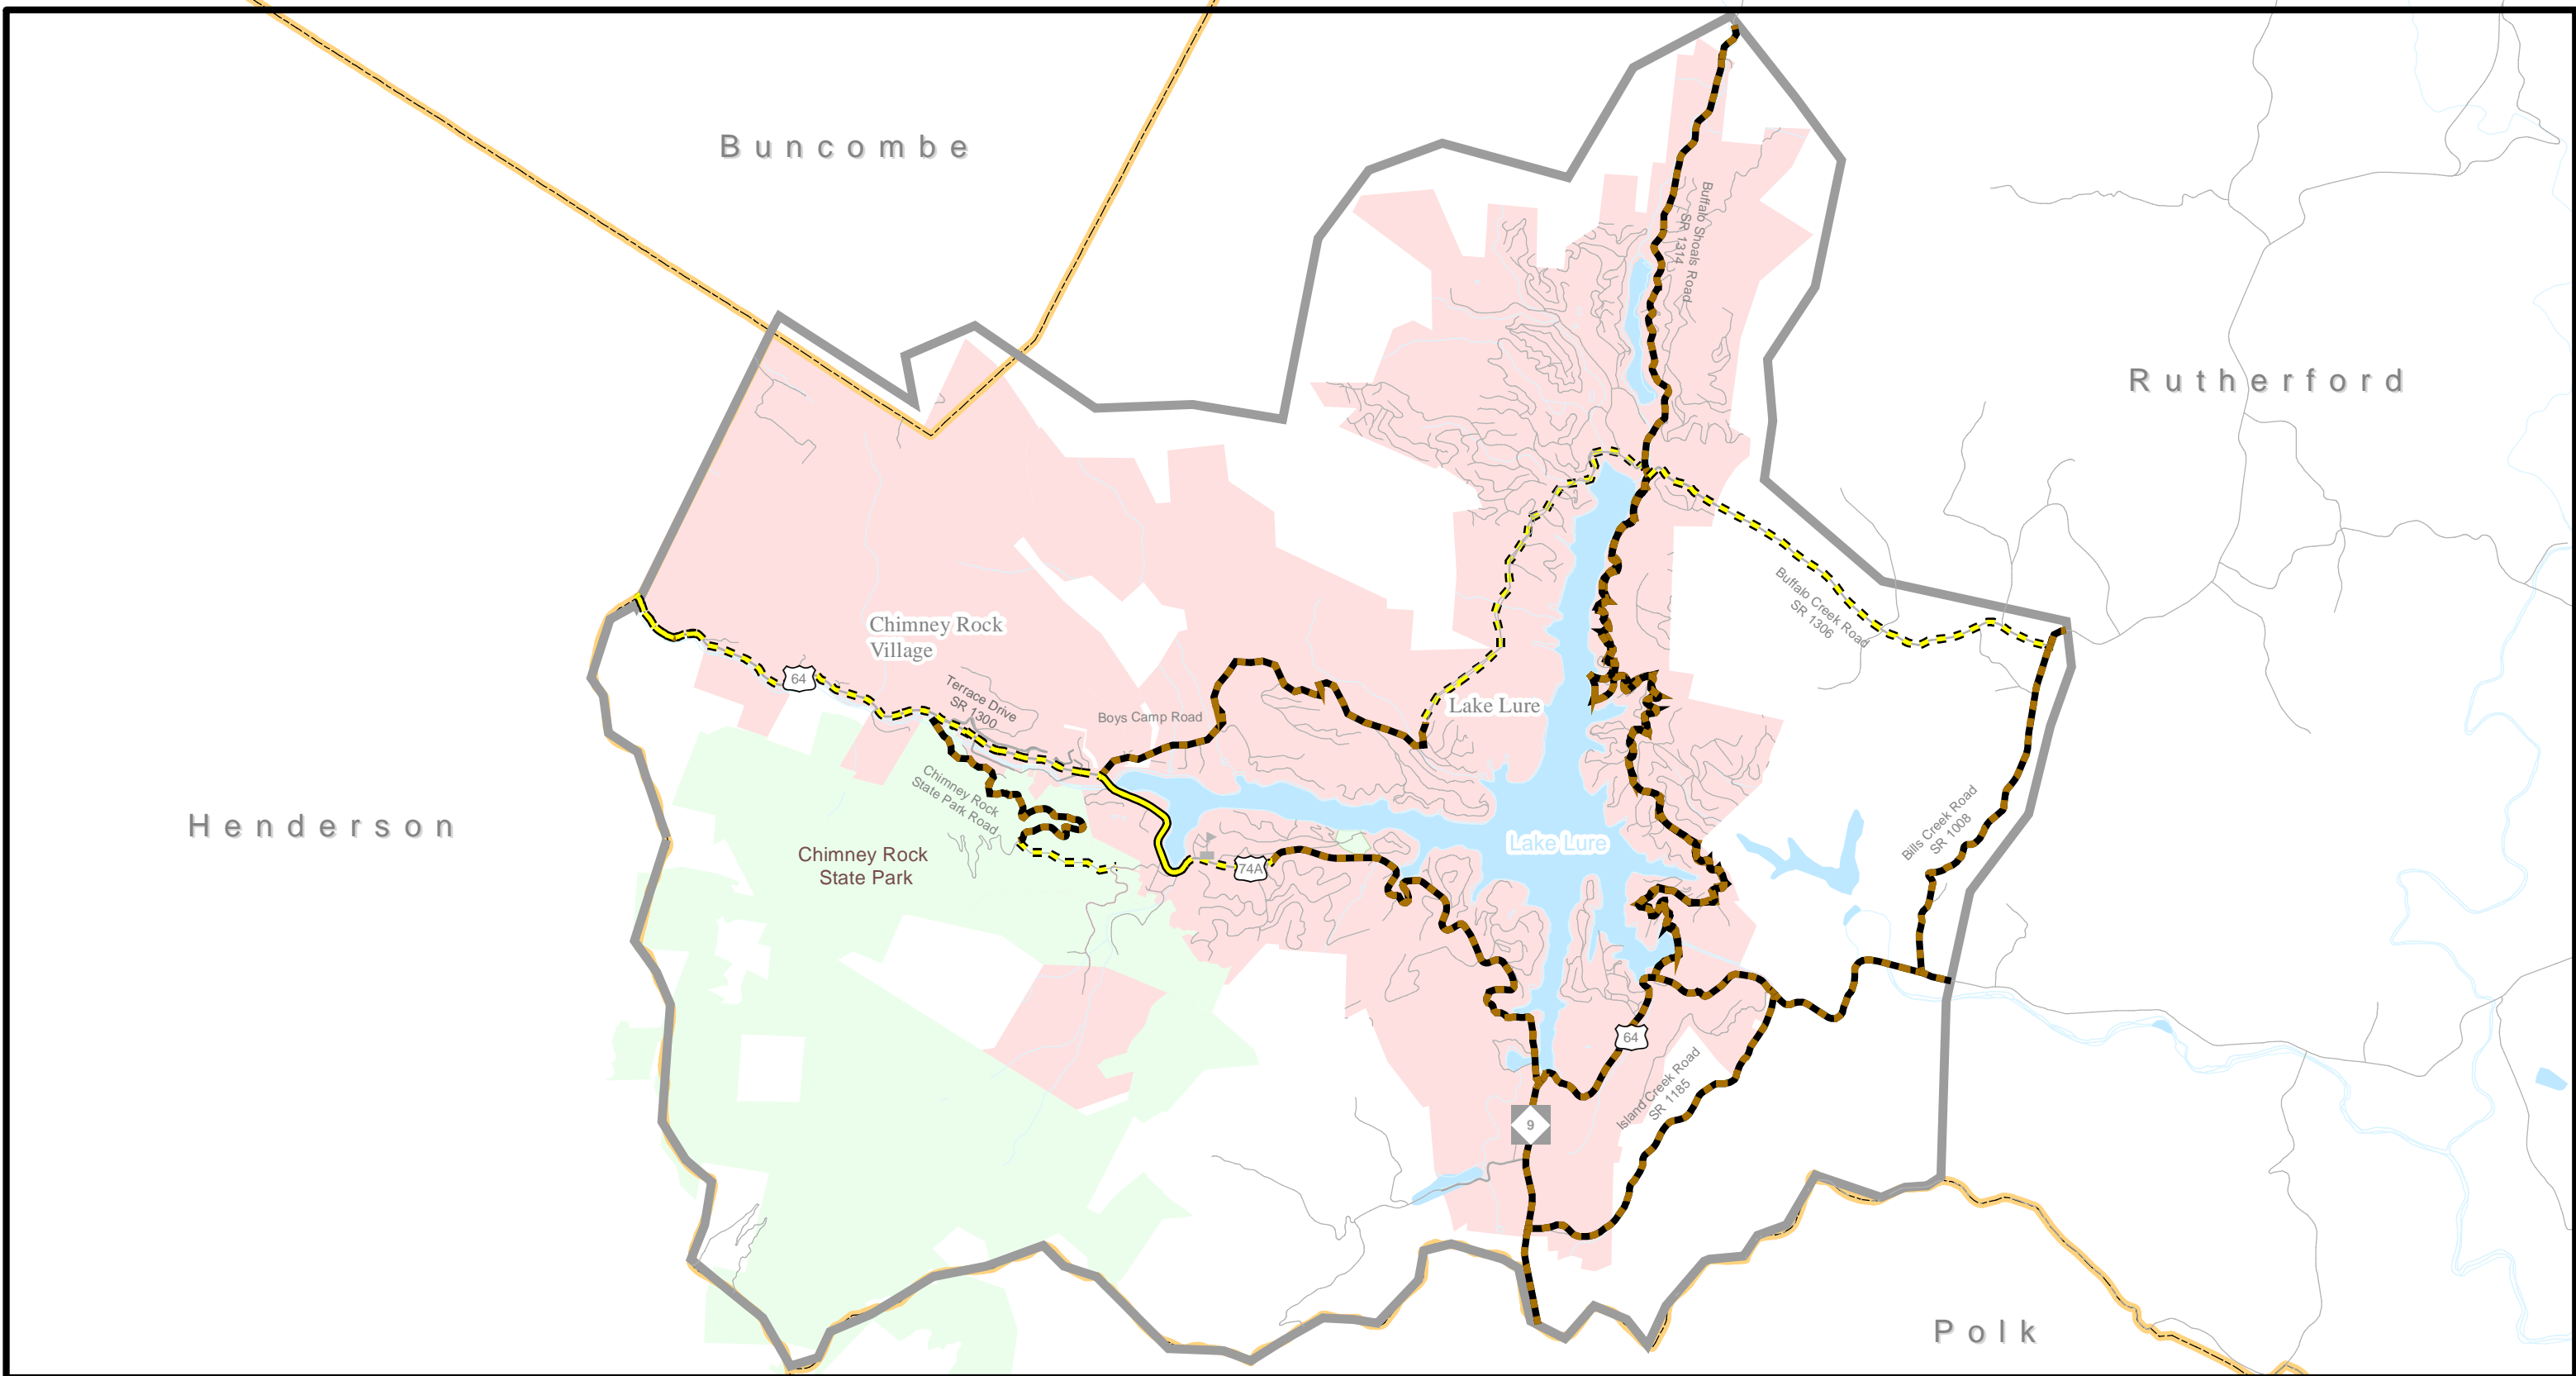 Buncombe
Buffalo Shoals Road
SR 1314
Rutherford
Buffalo Creek Road
SR 1306
Chimney Rock
Village
64
Terrace Drive
SR 1300
Boys Camp Road
Lake Lure
Henderson
Chimney Rock
State Park Road
Chimney Rock
State Park
74A
Lake Lure
Bills Creek Road
SR 1008
64
Island Creek Road
SR 1185
9
Polk